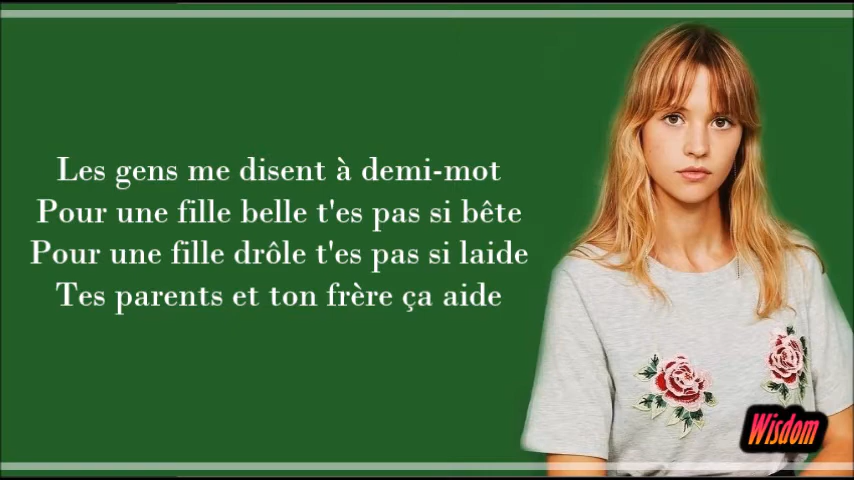 Les gens me disent à demi-mot
Pour une fille belle t'es pas si bête
Pour une fille drôle t'es pas si laide
Tes parents et ton frère ça aide
Wisdom